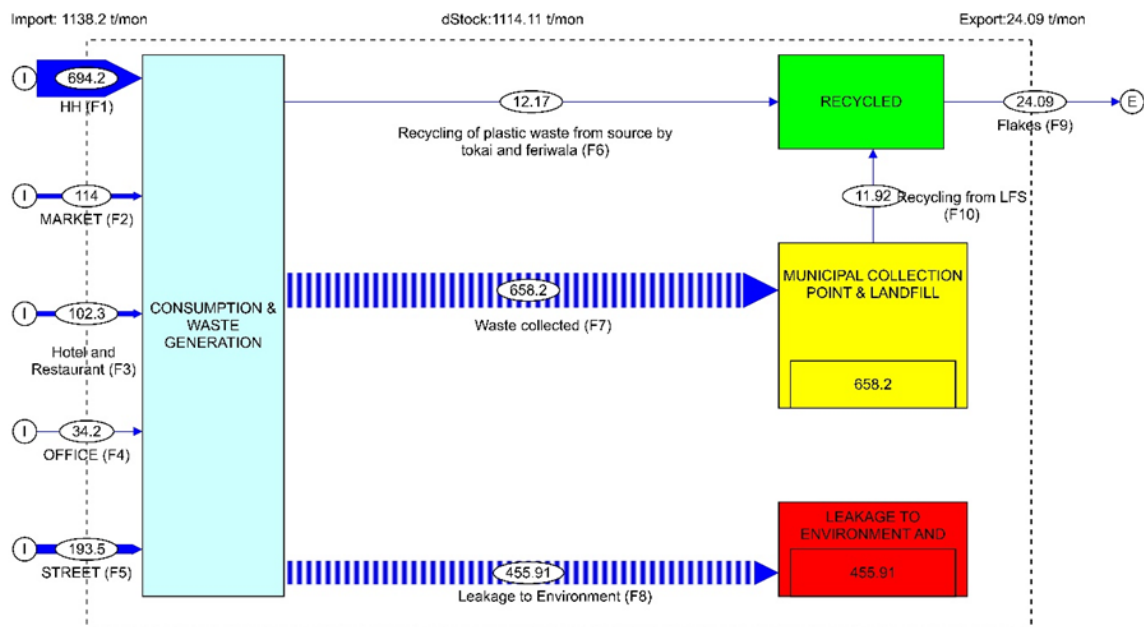 Import: 1138.2 t/mon
dStock:1114.11 t/mon
Export:24.09 t/mon
I
694.2
HH (F1)
I
114
MARKET (F2)
I
102.3
Hotel and
Restaurant (F3)
I
34.2
OFFICE (F4)
I
193.5
STREET (F5)
CONSUMPTION &
WASTE
GENERATION
12.17
Recycling of plastic waste from source by
tokai and feriwala (F6)
RECYCLED
24.09
Flakes (F9)
E
11.92
Recycling from LFS
(F10)
658.2
Waste collected (F7)
MUNICIPAL COLLECTION
POINT & LANDFILL
658.2
455.91
Leakage to Environment (F8)
LEAKAGE TO
ENVIRONMENT AND
455.91